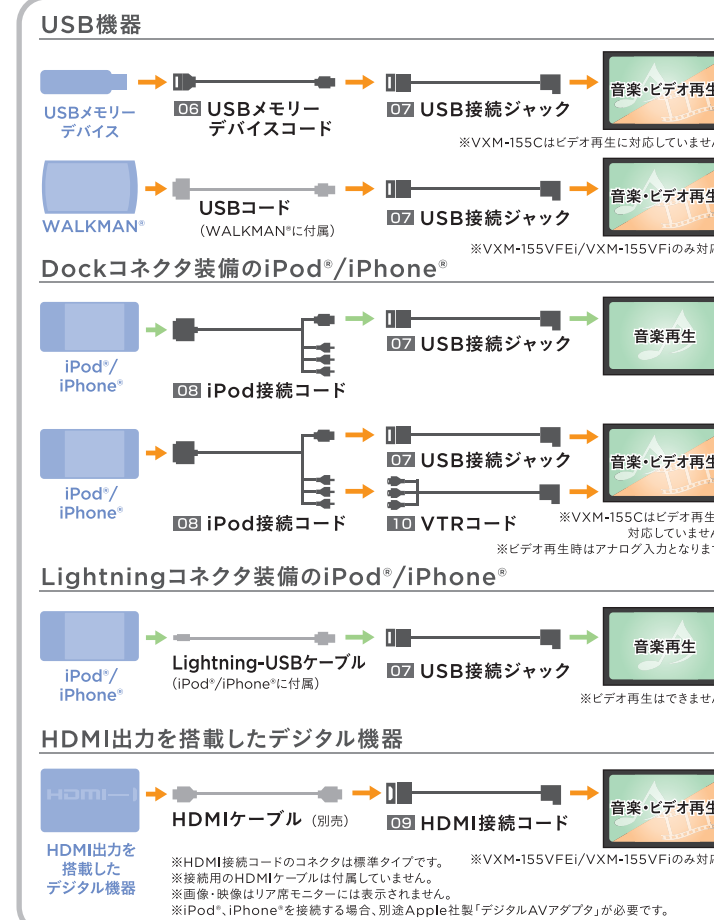 USB機器
音楽・ビデオ再生
USBメモリー
デバイス
06 USBメモリー
デバイスコード
07 USB接続ジャック
※VXM-155Cはビデオ再生に対応していません
音楽・ビデオ再生
WALKMAN®
USBコード
(WALKMAN®に付属)
07 USB接続ジャック
※VXM-155VFEi/VXM-155VFiのみ対応
Dockコネクタ装備のiPod®/iPhone®
音楽再生
iPod®/
iPhone®
08 iPod接続コード
07 USB接続ジャック
音楽・ビデオ再生
iPod®/
iPhone®
08 iPod接続コード
07 USB接続ジャック
10 VTRコード
※VXM-155Cはビデオ再生
対応していません
※ビデオ再生時はアナログ入力となります
Lightningコネクタ装備のiPod®/iPhone®
音楽再生
iPod®/
iPhone®
Lightning-USBケーブル
(iPod®/iPhone®に付属)
07 USB接続ジャック
※ビデオ再生はできません
HDMI出力を搭載したデジタル機器
HDMI
音楽・ビデオ再生
HDMI出力を
搭載した
デジタル機器
HDMIケーブル (別売)
09 HDMI接続コード
※VXM-155VFEi/VXM-155VFiのみ対応
※HDMI接続コードのコネクタは標準タイプです。
※接続用のHDMIケーブルは付属していません。
※画像・映像はリア席モニターには表示されません。
※iPod®、iPhone®を接続する場合、別途Apple社製「デジタルAVアダプタ」が必要です。